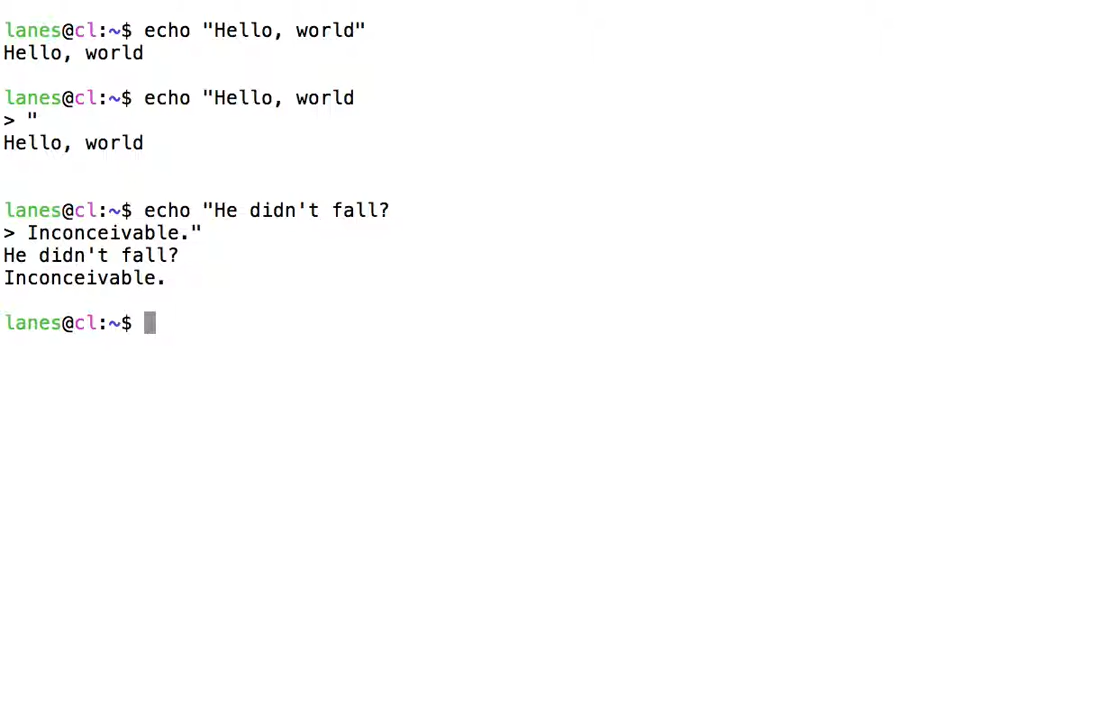 lanes@cl:~$ echo "Hello, world"
Hello, world
lanes@cl:~$ echo "Hello, world
> "
Hello, world
lanes@cl:~$ echo "He didn't fall?
> Inconceivable."
He didn't fall?
Inconceivable.
lanes@cl:~$